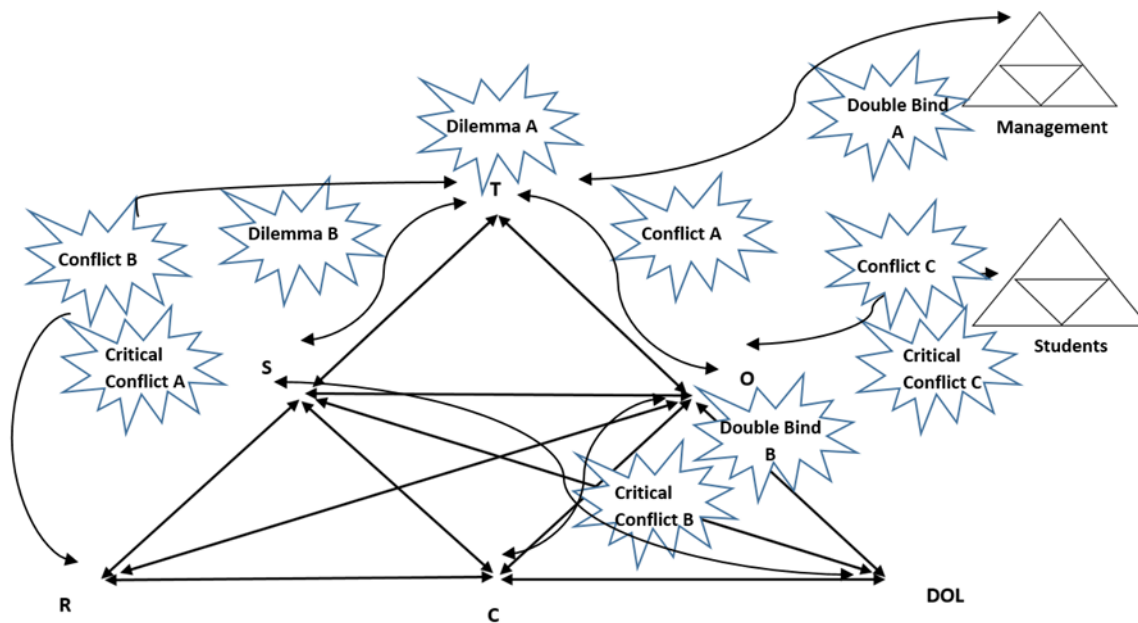 Double Bind
A
Management
Dilemma A
T
Dilemma B
Conflict A
Conflict B
Conflict C
Critical
Conflict A
S
O
Students
Critical
Conflict C
Double Bind
B
Critical
Conflict B
R
C
DOL